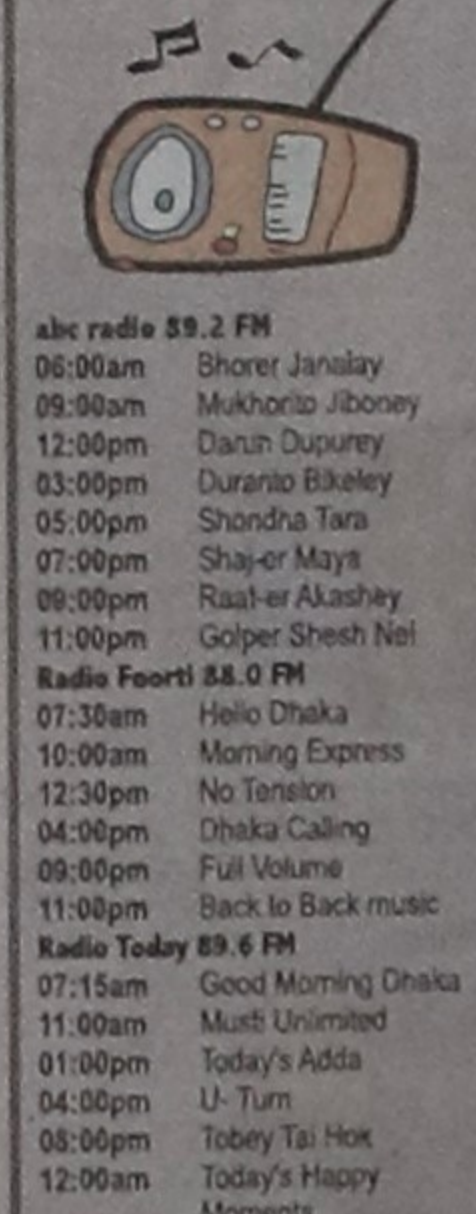 abc radio 89.2 FM
06:00am Bhorer Janalay
09:00am Mukhorito Jiboney
12:00pm Darun Dupurey
03:00pm Duranto Bikeley
05:00pm Shondha Tara
07:00pm Shaj-er Maya
09:00pm Raat-er Akashey
11:00pm Golper Shesh Nei
Radio Foorti 88.0 FM
07:30am Hello Dhaka
10:00am Morning Express
12:30pm No Tension
04:00pm Dhaka Calling
09:00pm Full Volume
11:00pm Back to Back music
Radio Today 89.6 FM
07:15am Good Morning Dhaka
11:00am Musti Unlimited
01:00pm Today's Adda
04:00pm U- Turn
08:00pm Tobey Tai Hok
12:00am Today's Happy
Moments